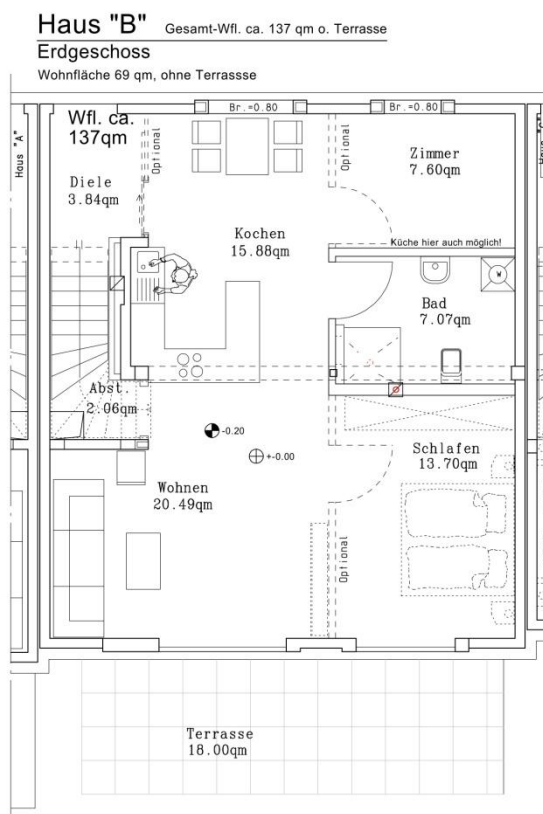 Haus "B" Gesamt-Wfl. ca. 137 qm o. Terrasse
Erdgeschoss
Wohnfläche 69 qm, ohne Terrassse
Br.=0.80
Br.=0.80
Wfl. ca.
137qm
Haus "A"
Haus "C"
Optional
Optional
Zimmer
7.60qm
Diele
3.84qm
Kochen
15.88qm
Küche hier auch möglich!
W
Bad
7.07qm
Abst.
2.06qm
-0.20
+-0.00
Schlafen
13.70qm
Wohnen
20.49qm
Optional
Terrasse
18.00qm